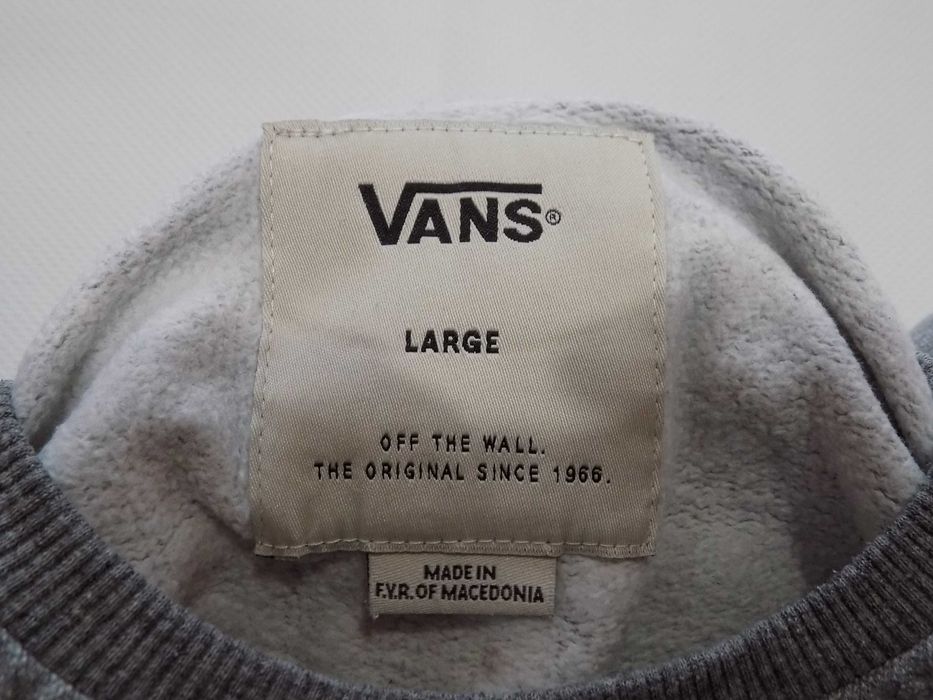 VANS®
LARGE
OFF THE WALL.
THE ORIGINAL SINCE 1966.
MADE IN
F.Y.R. OF MACEDONIA